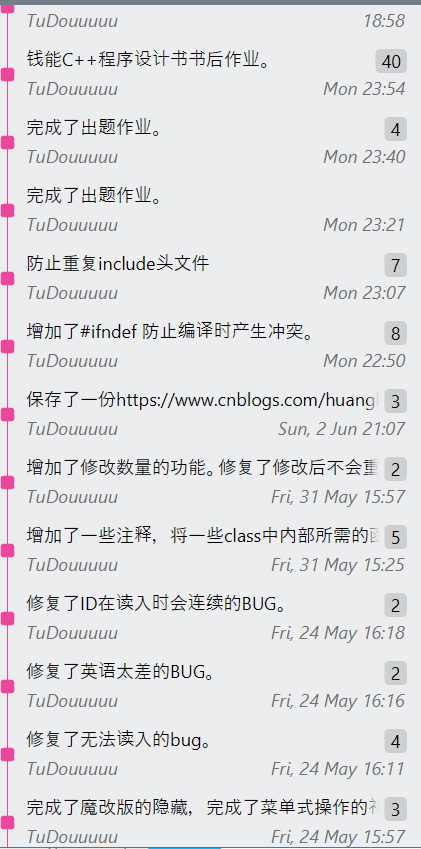 TuDouuuuu 18:58
钱能C++程序设计书书后作业。 40
TuDouuuuu Mon 23:54
完成了出题作业。 4
TuDouuuuu Mon 23:40
完成了出题作业。
TuDouuuuu Mon 23:21
防止重复include头文件 7
TuDouuuuu Mon 23:07
增加了#ifndef 防止编译时产生冲突。 8
TuDouuuuu Mon 22:50
保存了一份https://www.cnblogs.com/huang 3
TuDouuuuu Sun, 2 Jun 21:07
增加了修改数量的功能。修复了修改后不会重 2
TuDouuuuu Fri, 31 May 15:57
增加了一些注释，将一些class中内部所需的函 5
TuDouuuuu Fri, 31 May 15:25
修复了ID在读入时会连续的BUG。 2
TuDouuuuu Fri, 24 May 16:18
修复了英语太差的BUG。 2
TuDouuuuu Fri, 24 May 16:16
修复了无法读入的bug。 4
TuDouuuuu Fri, 24 May 16:11
完成了魔改版的隐藏，完成了菜单式操作的 3
TuDouuuuu Fri, 24 May 15:57